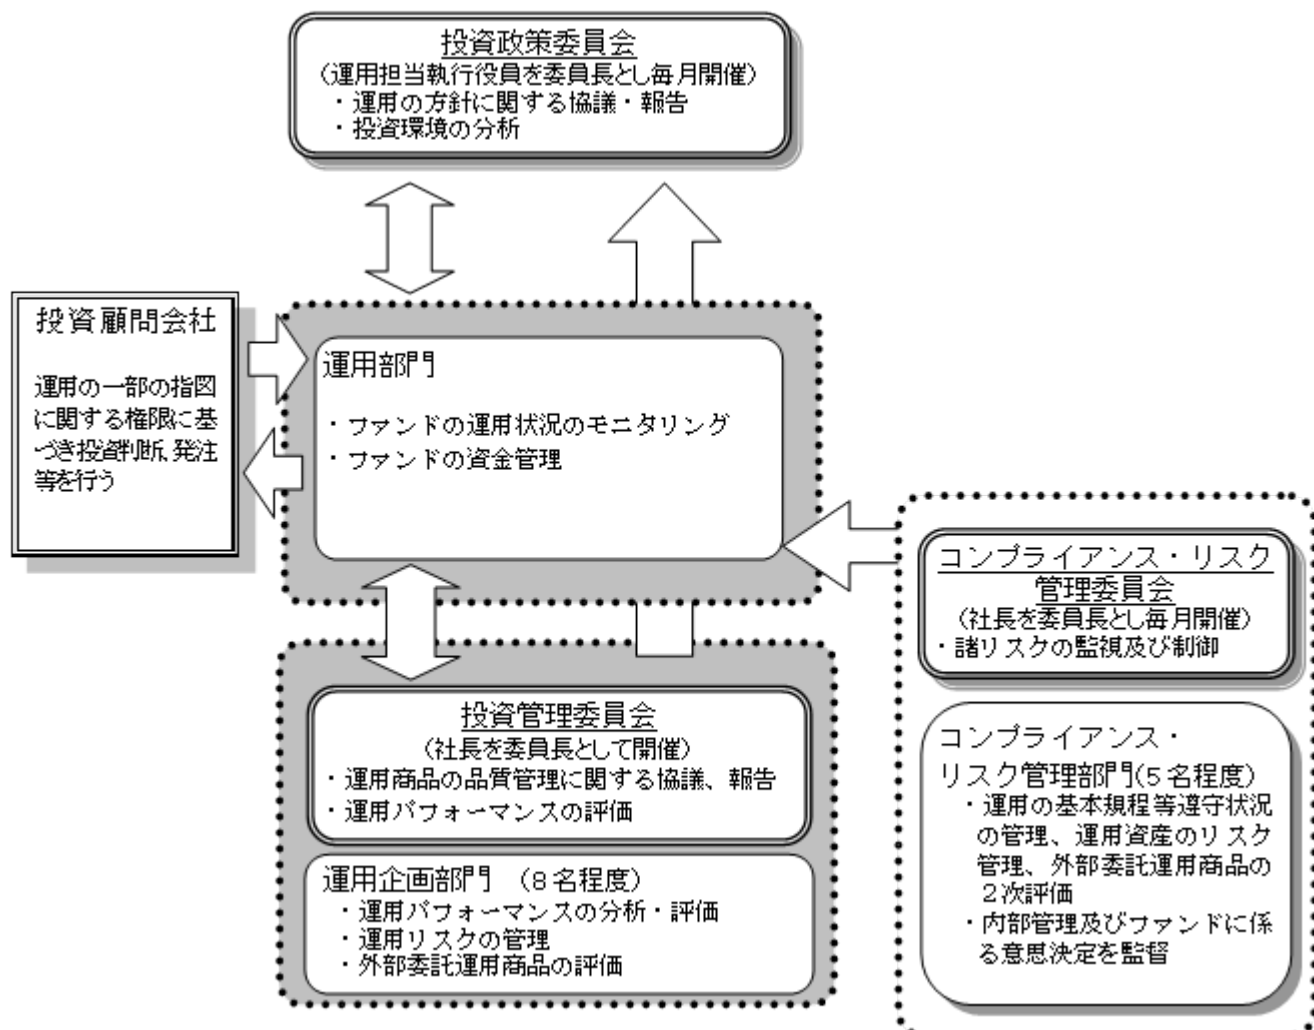 投資政策委員会
（運用担当執行役員を委員長とし毎月開催）
・運用の方針に関する協議・報告
・投資環境の分析
投資顧問会社
運用の一部の指図
に関する権限に基
づき投資判断、発注
等を行う
運用部門
・ファンドの運用状況のモニタリング
・ファンドの資金管理
コンプライアンス・リスク
管理委員会
（社長を委員長とし毎月開催）
・諸リスクの監視及び制御
投資管理委員会
（社長を委員長として開催）
・運用商品の品質管理に関する協議、報告
・運用パフォーマンスの評価
運用企画部門　（8名程度）
・運用パフォーマンスの分析・評価
・運用リスクの管理
・外部委託運用商品の評価
コンプライアンス・
リスク管理部門(5名程度)
・運用の基本規程等遵守状況
の管理、運用資産のリスク
管理、外部委託運用商品の
2次評価
・内部管理及びファンドに係
る意思決定を監督